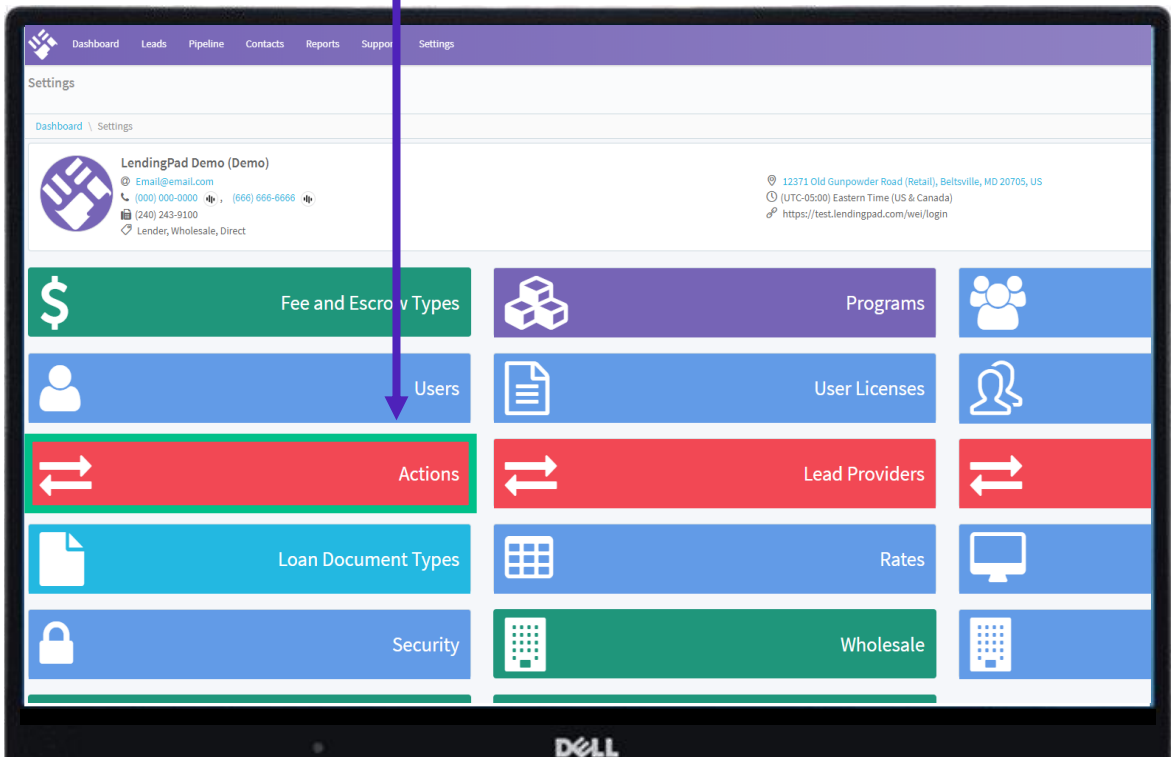 Dashboard Leads Pipeline Contacts Reports Support Settings
Settings
Dashboard \ Settings
LendingPad Demo (Demo)
@ Email@email.com
(000) 000-0000 , (666) 666-6666
(240) 243-9100
Lender, Wholesale, Direct
12371 Old Gunpowder Road (Retail), Beltsville, MD 20705, US
(UTC-05:00) Eastern Time (US & Canada)
https://test.lendingpad.com/wei/login
$ Fee and Escrow Types
Programs
Users
User Licenses
Actions
Lead Providers
Loan Document Types
Rates
Security
Wholesale
DELL